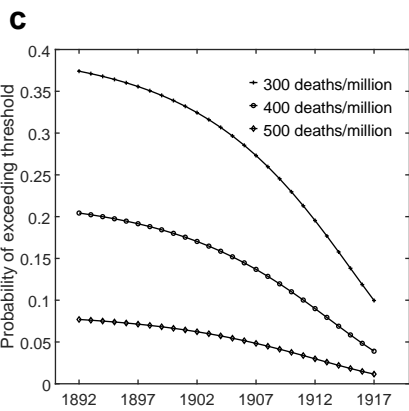 c
Probability of exceeding threshold
0.4
0.35
0.3
0.25
0.2
0.15
0.1
0.05
0
300 deaths/million
400 deaths/million
500 deaths/million
1892 1897 1902 1907 1912 1917